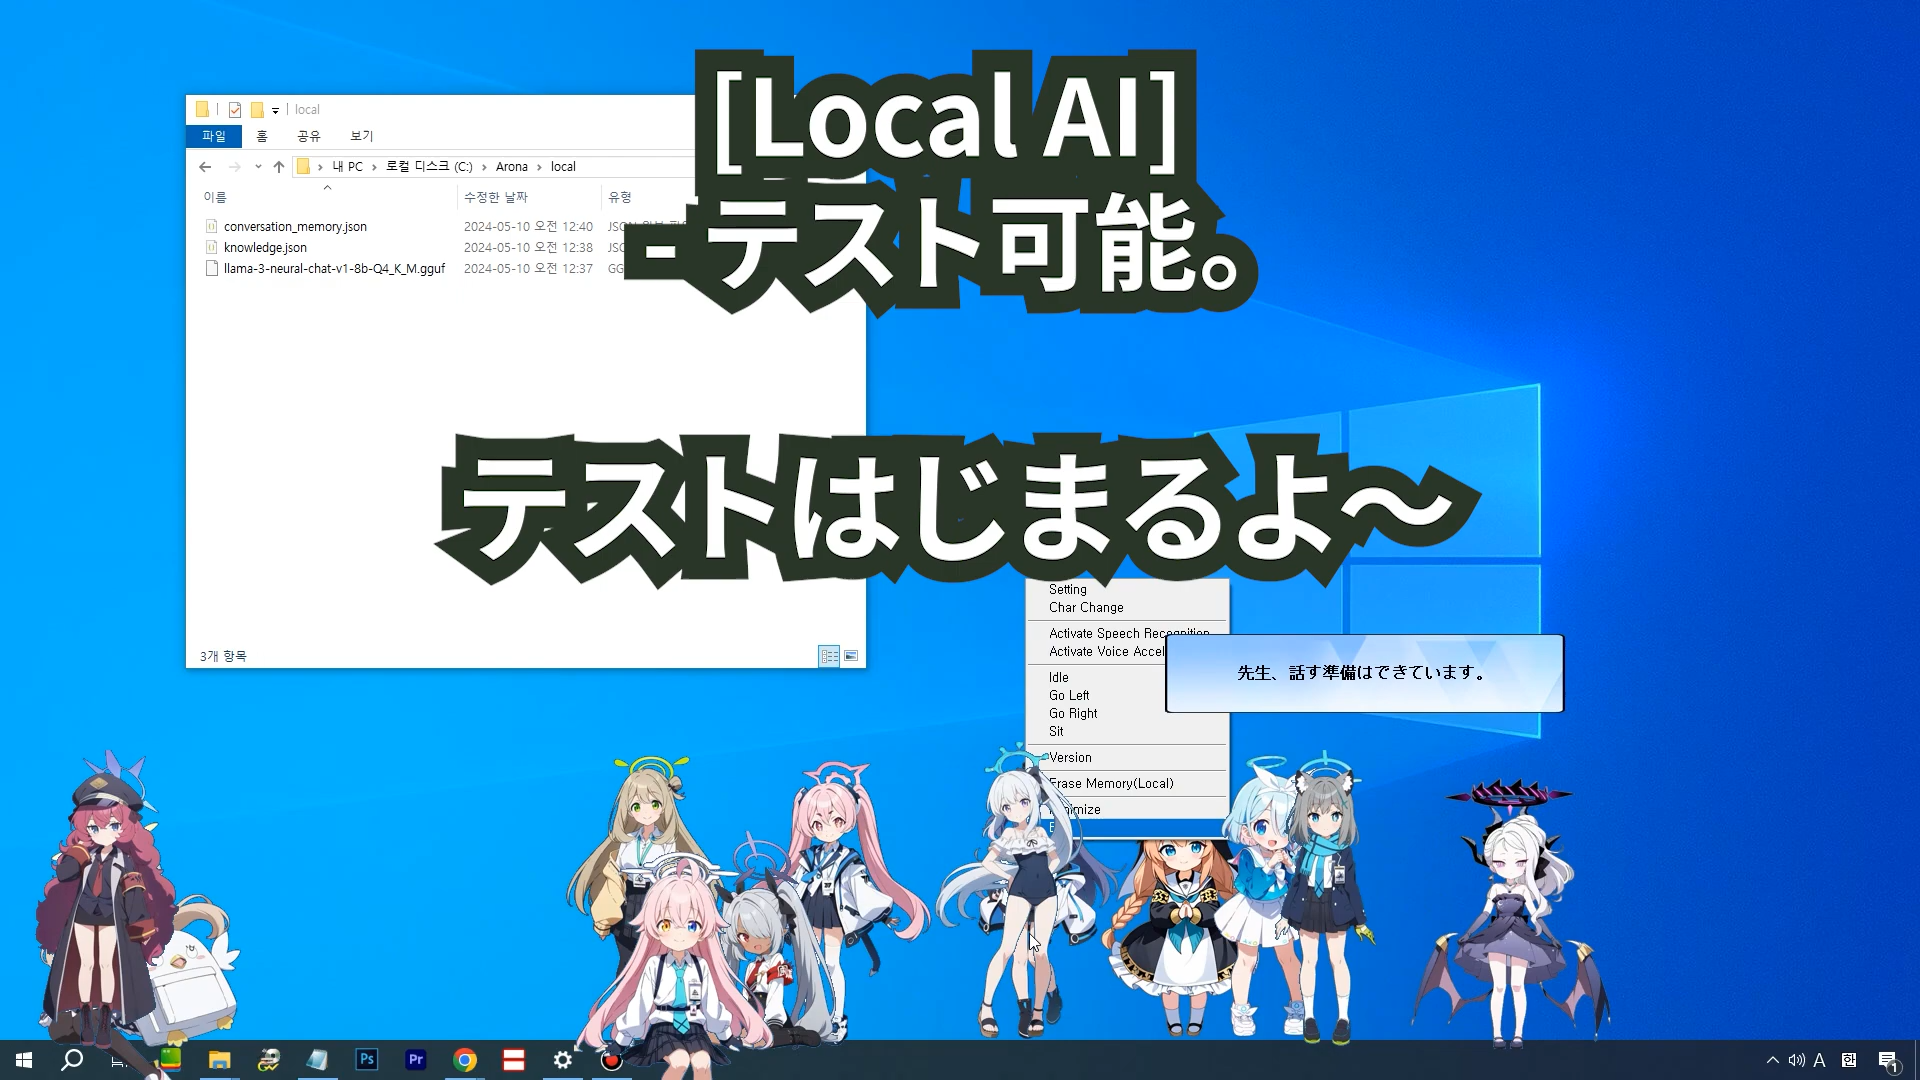 [Local AI]
- テスト可能。
テストはじまるよ～
local
파일 홈 공유 보기
내 PC 로컬 디스크 (C:) Arona local
이름 수정한 날짜 유형
conversation_memory.json 2024-05-10 오전 12:40
knowledge.json 2024-05-10 오전 12:38
llama-3-neural-chat-v1-8b-Q4_K_M.gguf 2024-05-10 오전 12:37
3개 항목
Setting
Char Change
Activate Speech Recognition
Activate Voice Accel
Idle
Go Left
Go Right
Sit
Version
Erase Memory(Local)
先生、話す準備はできています。
Ps Pr
A 한 1